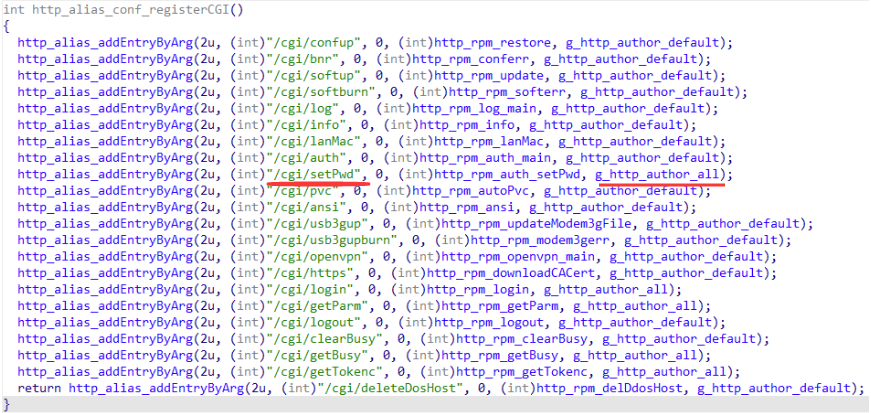 int http_alias_conf_registerCGI()
{
http_alias_addEntryByArg(2u, (int)"/cgi/confup", 0, (int)http_rpm_restore, g_http_author_default);
http_alias_addEntryByArg(2u, (int)"/cgi/bnr", 0, (int)http_rpm_conferr, g_http_author_default);
http_alias_addEntryByArg(2u, (int)"/cgi/softup", 0, (int)http_rpm_update, g_http_author_default);
http_alias_addEntryByArg(2u, (int)"/cgi/softburn", 0, (int)http_rpm_softerr, g_http_author_default);
http_alias_addEntryByArg(2u, (int)"/cgi/log", 0, (int)http_rpm_log_main, g_http_author_default);
http_alias_addEntryByArg(2u, (int)"/cgi/info", 0, (int)http_rpm_info, g_http_author_default);
http_alias_addEntryByArg(2u, (int)"/cgi/lanMac", 0, (int)http_rpm_lanMac, g_http_author_default);
http_alias_addEntryByArg(2u, (int)"/cgi/auth", 0, (int)http_rpm_auth_main, g_http_author_default);
http_alias_addEntryByArg(2u, (int)"/cgi/setPwd", 0, (int)http_rpm_auth_setPwd, g_http_author_all);
http_alias_addEntryByArg(2u, (int)"/cgi/pvc", 0, (int)http_rpm_autoPvc, g_http_author_default);
http_alias_addEntryByArg(2u, (int)"/cgi/ansi", 0, (int)http_rpm_ansi, g_http_author_default);
http_alias_addEntryByArg(2u, (int)"/cgi/usb3gup", 0, (int)http_rpm_updateModem3gFile, g_http_author_default);
http_alias_addEntryByArg(2u, (int)"/cgi/usb3gupburn", 0, (int)http_rpm_modem3gerr, g_http_author_default);
http_alias_addEntryByArg(2u, (int)"/cgi/openvpn", 0, (int)http_rpm_openvpn_main, g_http_author_default);
http_alias_addEntryByArg(2u, (int)"/cgi/https", 0, (int)http_rpm_downloadCACert, g_http_author_default);
http_alias_addEntryByArg(2u, (int)"/cgi/login", 0, (int)http_rpm_login, g_http_author_all);
http_alias_addEntryByArg(2u, (int)"/cgi/getParm", 0, (int)http_rpm_getParm, g_http_author_all);
http_alias_addEntryByArg(2u, (int)"/cgi/logout", 0, (int)http_rpm_logout, g_http_author_default);
http_alias_addEntryByArg(2u, (int)"/cgi/clearBusy", 0, (int)http_rpm_clearBusy, g_http_author_default);
http_alias_addEntryByArg(2u, (int)"/cgi/getBusy", 0, (int)http_rpm_getBusy, g_http_author_all);
http_alias_addEntryByArg(2u, (int)"/cgi/getTokenc", 0, (int)http_rpm_getTokenc, g_http_author_all);
return http_alias_addEntryByArg(2u, (int)"/cgi/deleteDosHost", 0, (int)http_rpm_delDdosHost, g_http_author_default);
}